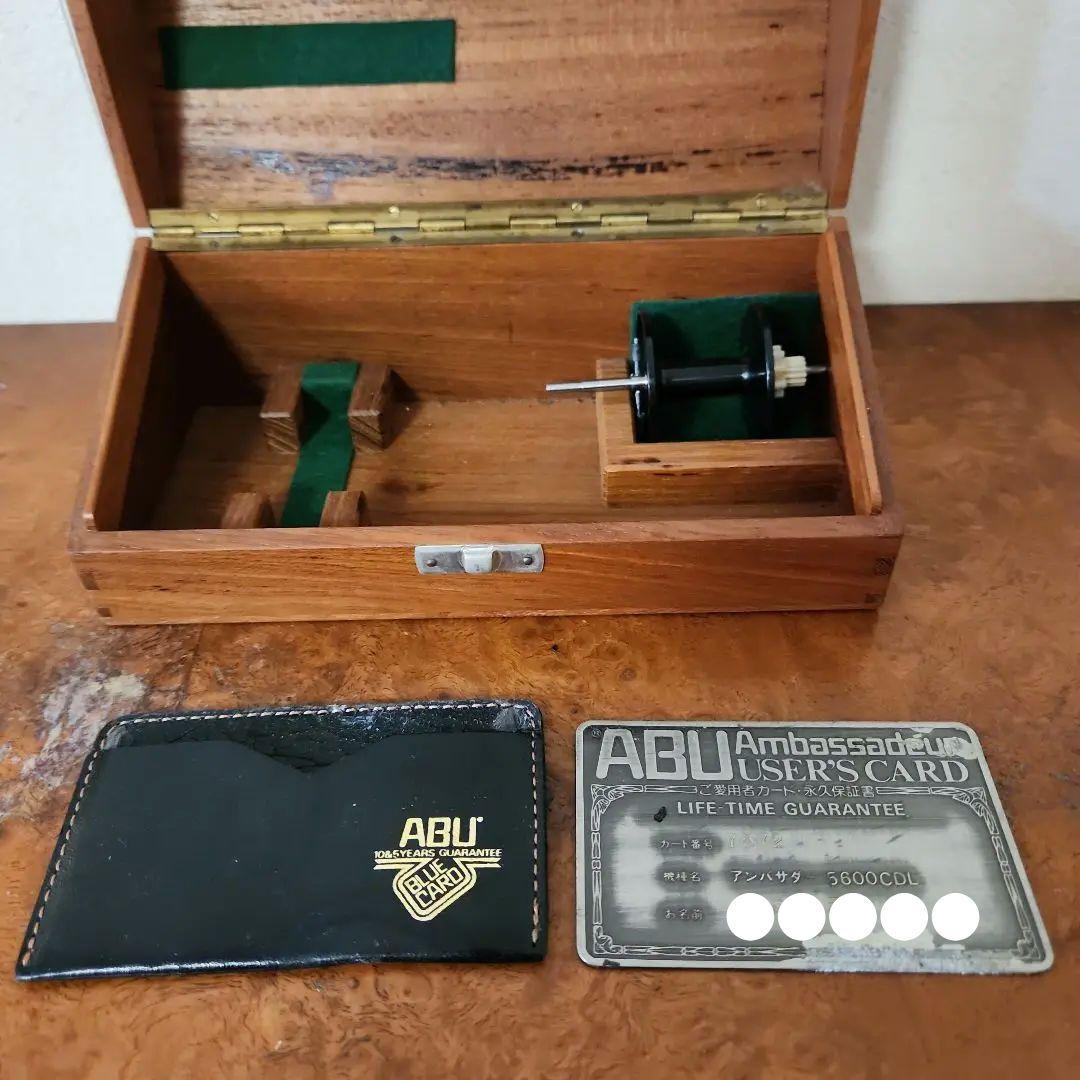 ABU
10&5YEARS GUARANTEE
BLUE
CARD
® ABU Ambassadeur
USER'S CARD
ご愛用者カード・永久保証書
LIFE-TIME GUARANTEE
カード番号
機種名 アンバサダー 5600CDL
お名前